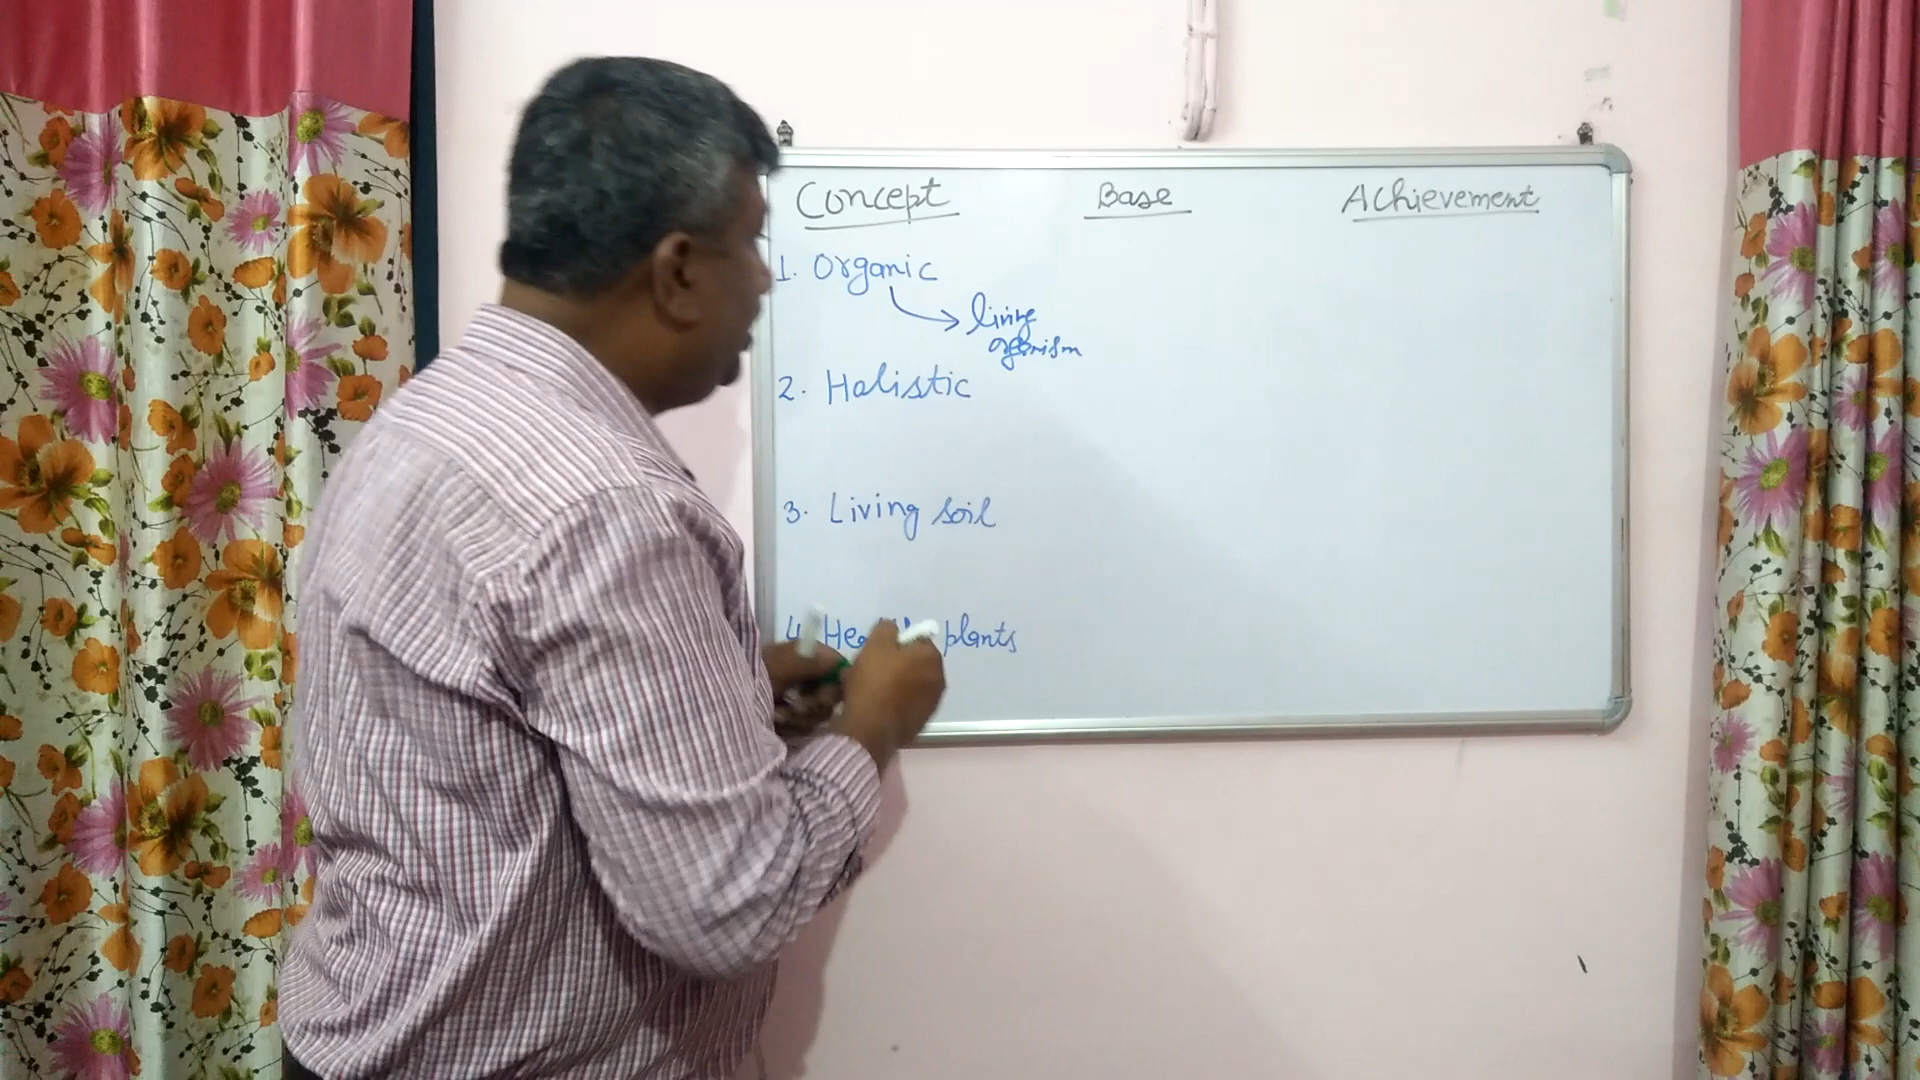 Concept Base Achievement
1. Organic
living
organism
2. Holistic
3. Living soil
4. plants